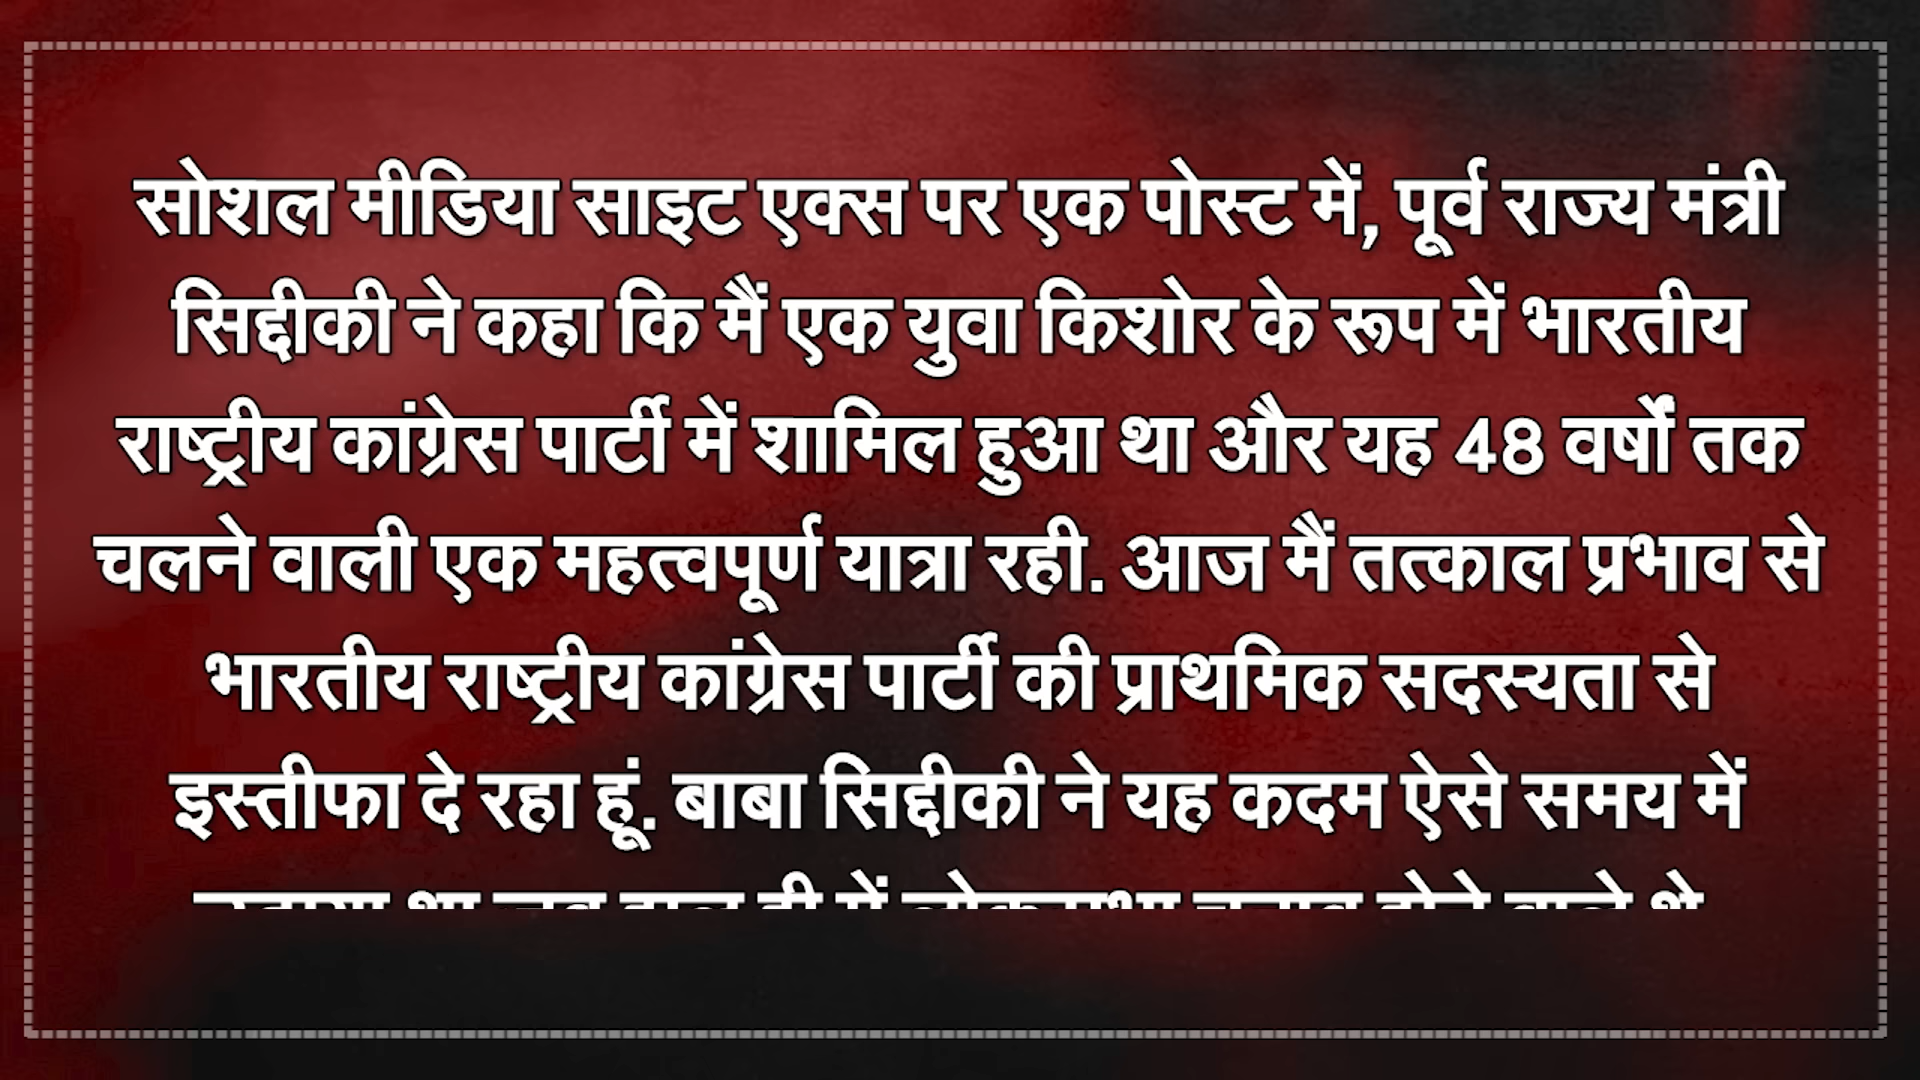 सोशल मीडिया साइट एक्स पर एक पोस्ट में, पूर्व राज्य मंत्री
सिद्दीकी ने कहा कि मैं एक युवा किशोर के रूप में भारतीय
राष्ट्रीय कांग्रेस पार्टी में शामिल हुआ था और यह 48 वर्षों तक
चलने वाली एक महत्वपूर्ण यात्रा रही. आज मैं तत्काल प्रभाव से
भारतीय राष्ट्रीय कांग्रेस पार्टी की प्राथमिक सदस्यता से
इस्तीफा दे रहा हूं. बाबा सिद्दीकी ने यह कदम ऐसे समय में